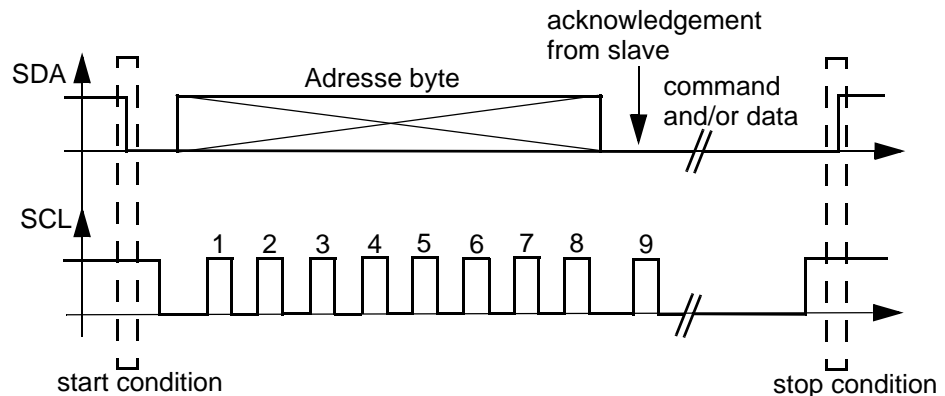 acknowledgement
from slave
SDA
Adresse byte
command
and/or data
SCL
1 2 3 4 5 6 7 8 9
start condition
stop condition